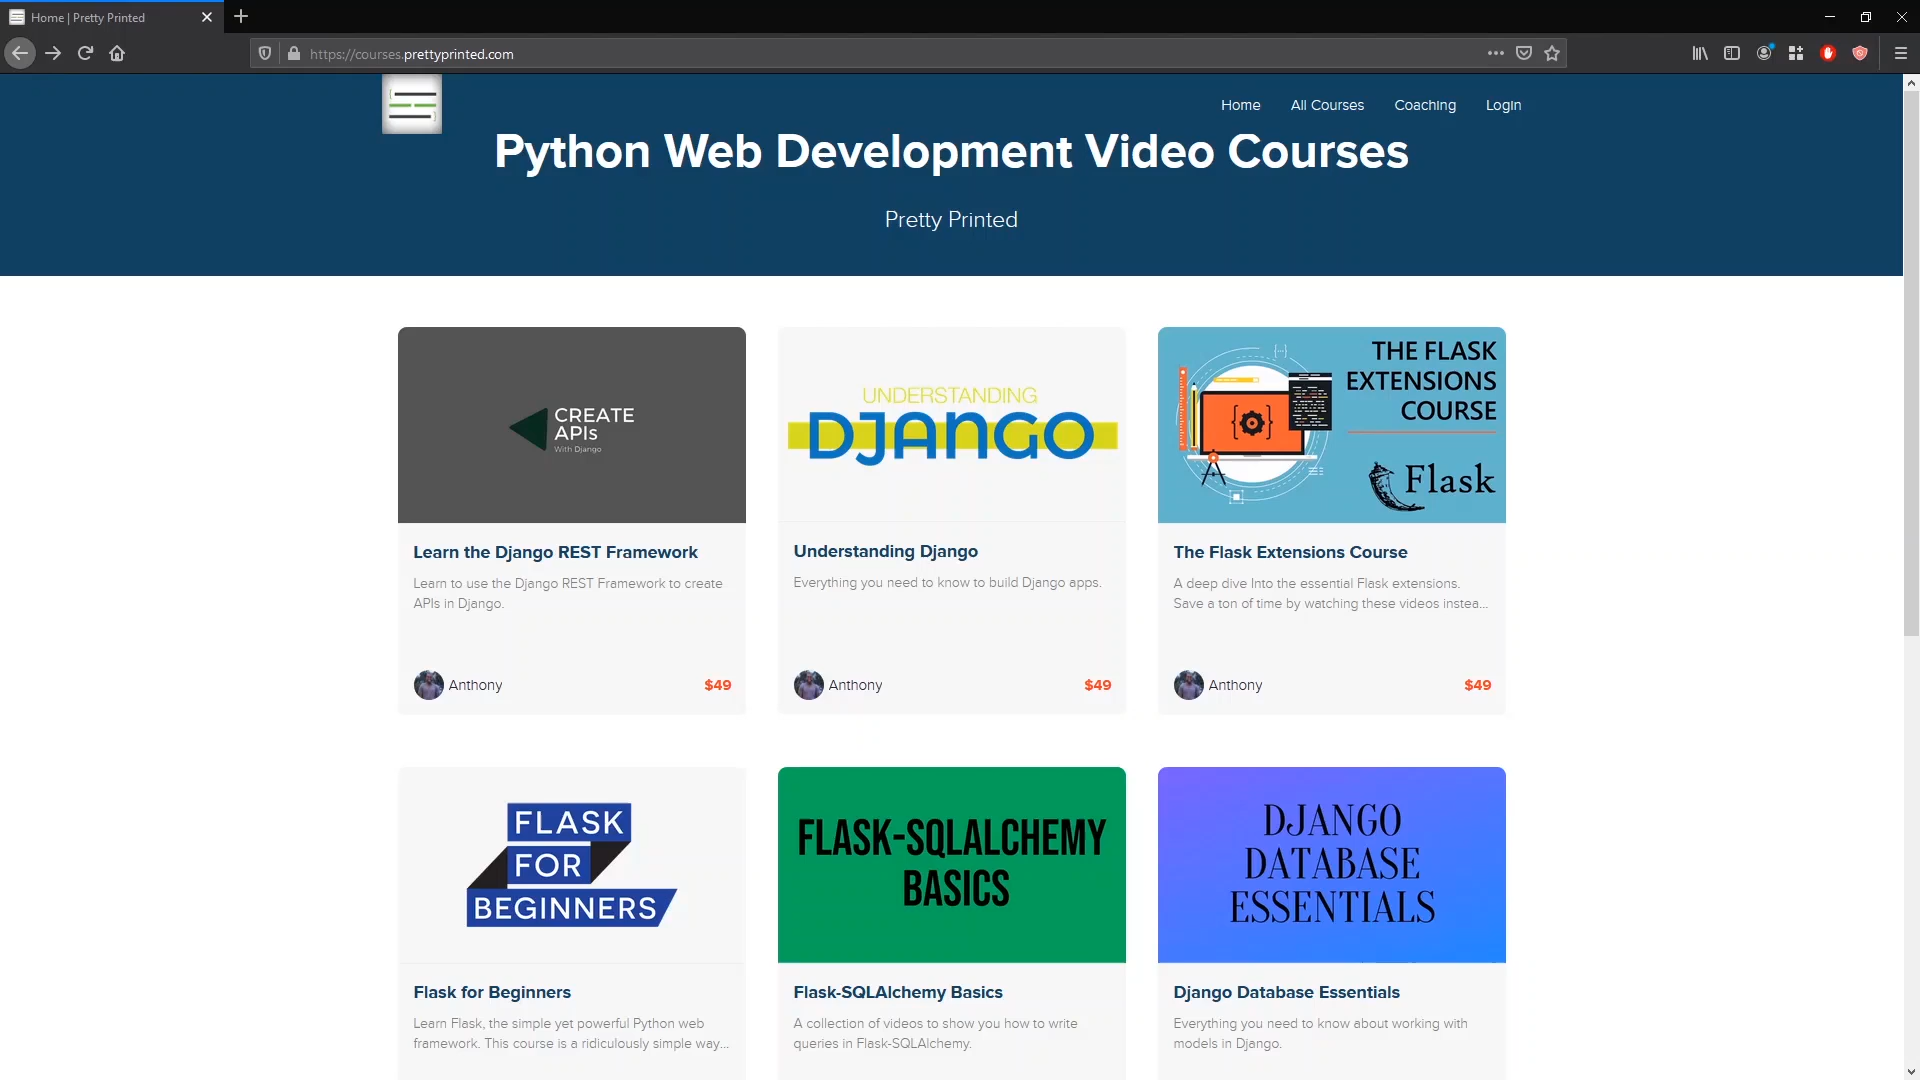 Home | Pretty Printed
https://courses.prettyprinted.com
Home
All Courses
Coaching
Login
Python Web Development Video Courses
Pretty Printed
CREATE
APIs
With Django
UNDERSTANDING
DJANGO
THE FLASK
EXTENSIONS
COURSE
Flask
Learn the Django REST Framework
Learn to use the Django REST Framework to create
APIs in Django.
Anthony
$49
Understanding Django
Everything you need to know to build Django apps.
Anthony
$49
The Flask Extensions Course
A deep dive Into the essential Flask extensions.
Save a ton of time by watching these videos instea...
Anthony
$49
FLASK
FOR
BEGINNERS
FLASK-SQLALCHEMY
BASICS
DJANGO
DATABASE
ESSENTIALS
Flask for Beginners
Learn Flask, the simple yet powerful Python web
framework. This course is a ridiculously simple way...
Flask-SQLAlchemy Basics
A collection of videos to show you how to write
queries in Flask-SQLAlchemy.
Django Database Essentials
Everything you need to know about working with
models in Django.